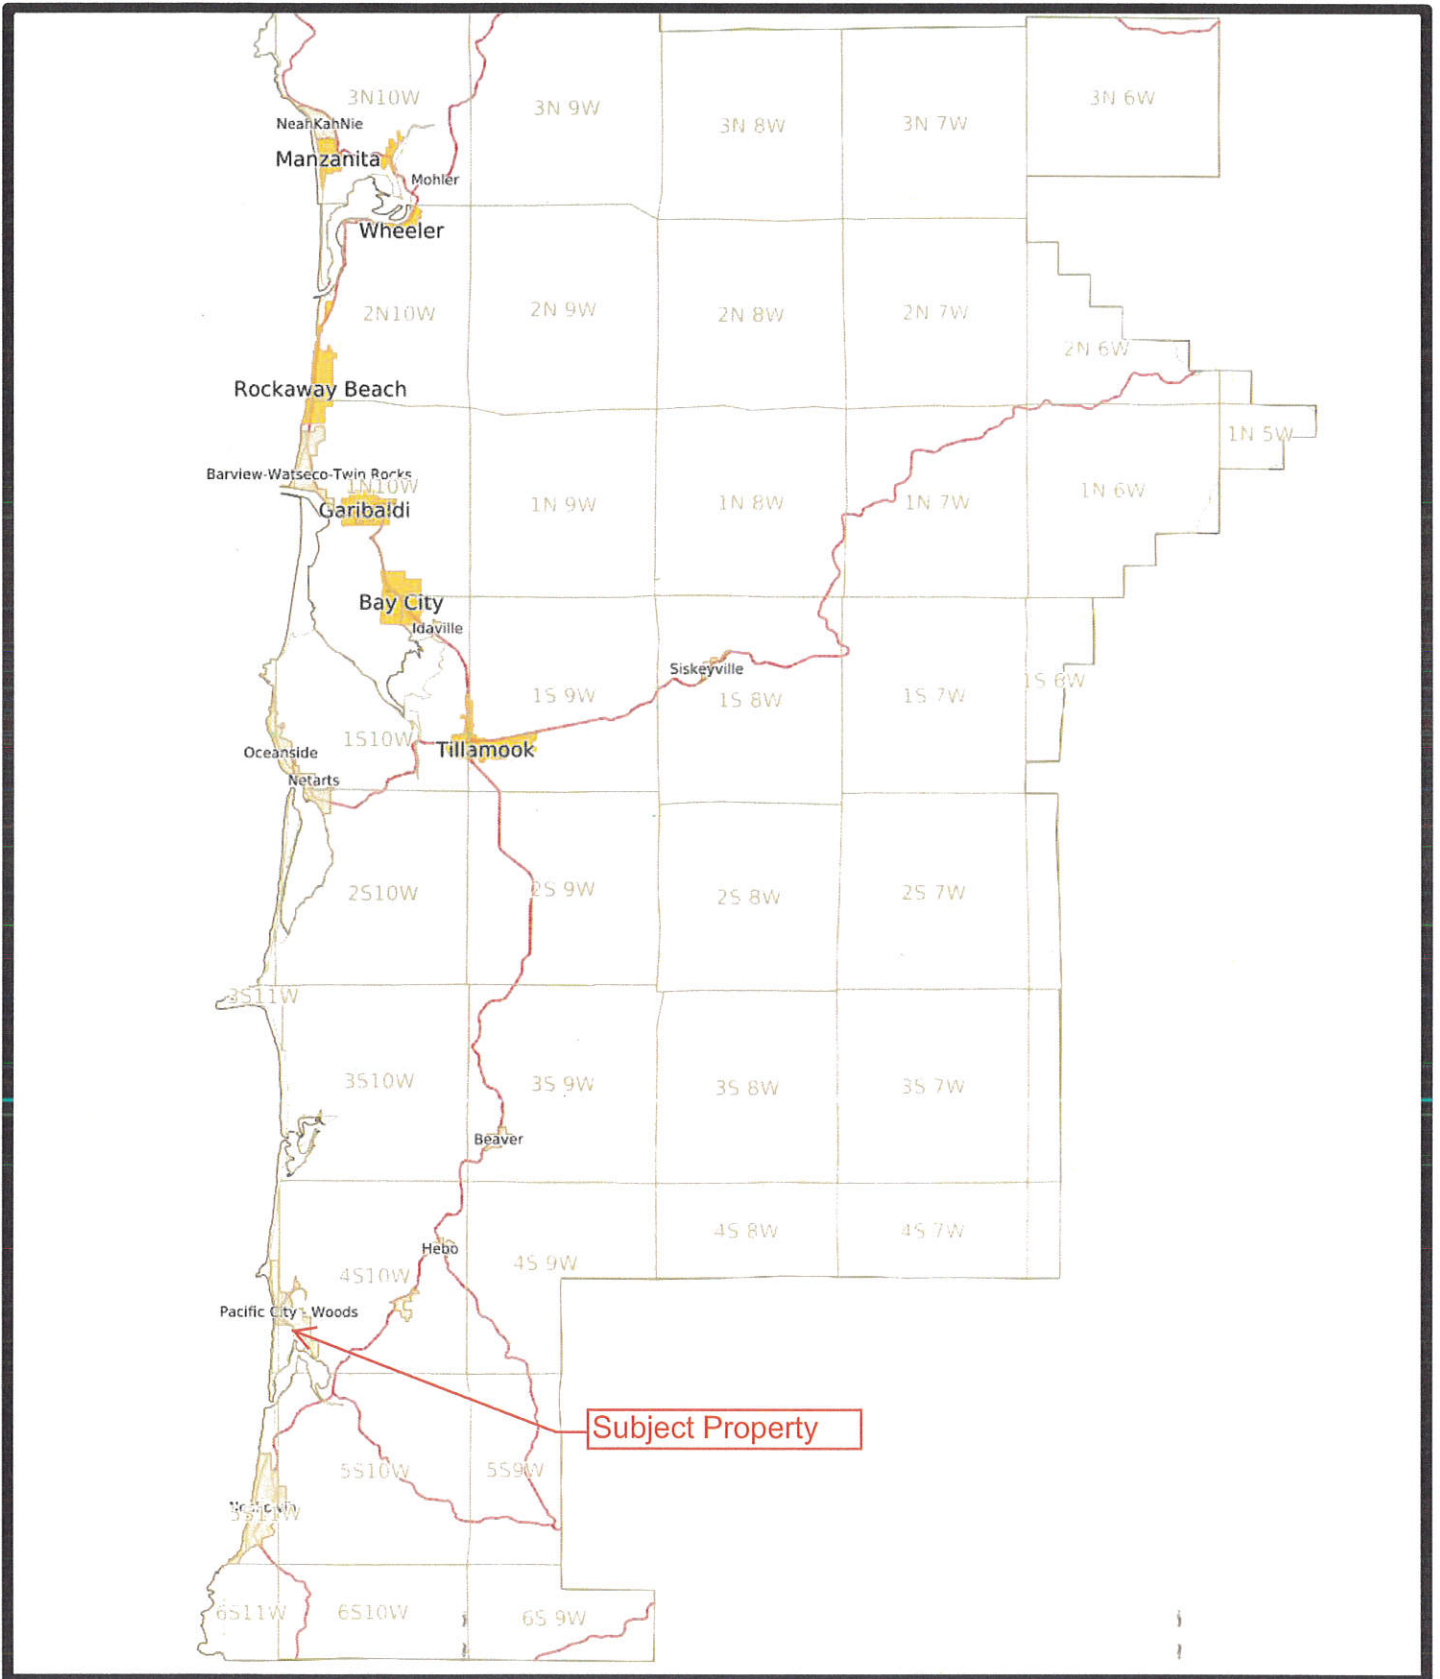 3N10W
3N 9W
3N 8W
3N 7W
3N 6W
NeahKahNie
Manzanita
Mohler
Wheeler
2N10W
2N 9W
2N 8W
2N 7W
2N 6W
Rockaway Beach
1N 5W
Barview-Watseco-Twin Rocks
1N10W
1N 9W
1N 8W
1N 7W
1N 6W
Garibaldi
Bay City
Idaville
Siskeyville
1S 9W
1S 8W
1S 7W
1S 6W
1S10W
Tillamook
Oceanside
Netarts
2S10W
2S 9W
2S 8W
2S 7W
3S11W
3S10W
3S 9W
3S 8W
3S 7W
Beaver
4S 8W
4S 7W
Hebo
4S10W
4S 9W
Pacific City - Woods
Subject Property
5S10W
5S9W
5S11W
6S11W
6S10W
6S 9W